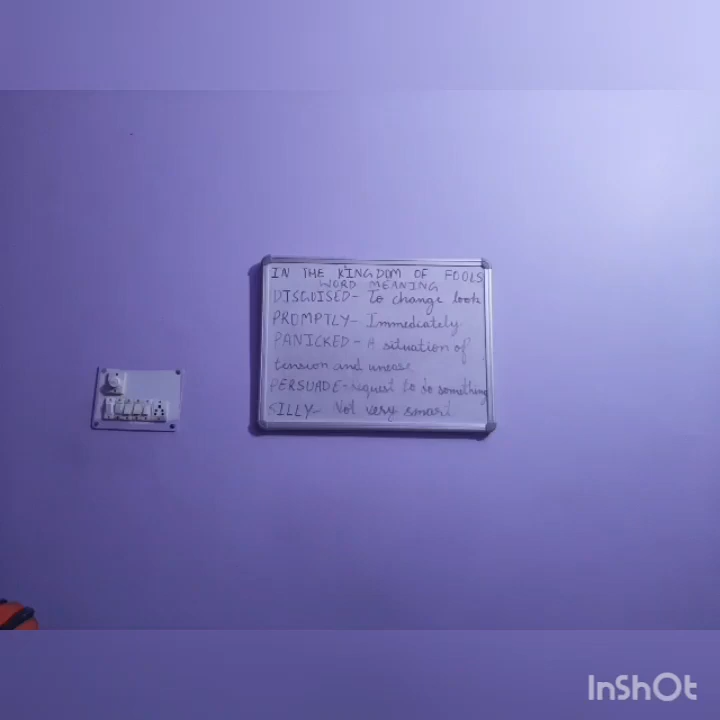 IN THE KINGDOM OF FOOLS
WORD MEANING
DISGUISED- To change look
PROMPTLY- Immediately
PANICKED- A situation of
tension and unease
PERSUADE- request to do something
SILLY- Not very smart
InShOt